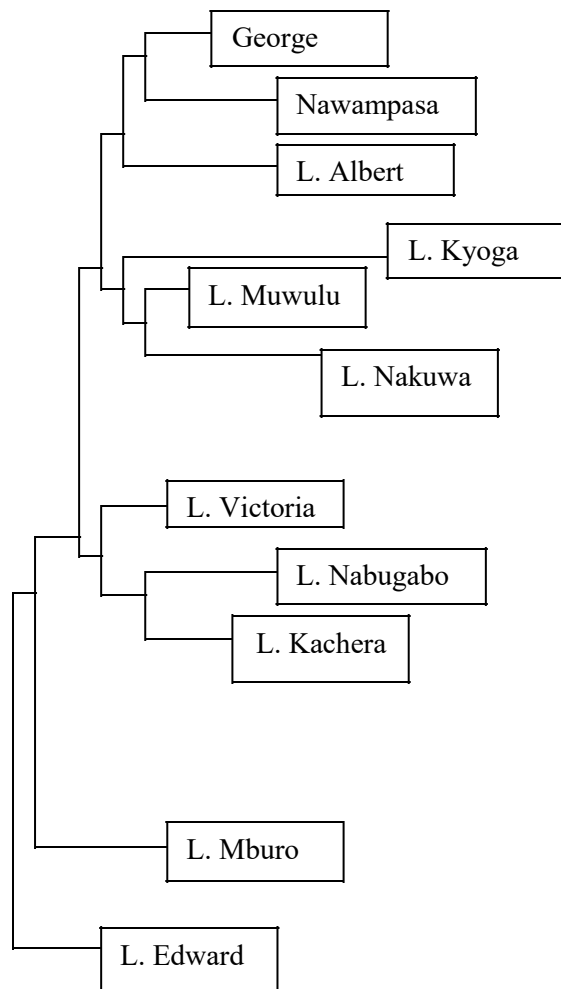 George
Nawampasa
L. Albert
L. Kyoga
L. Muwulu
L. Nakuwa
L. Victoria
L. Nabugabo
L. Kachera
L. Mburo
L. Edward